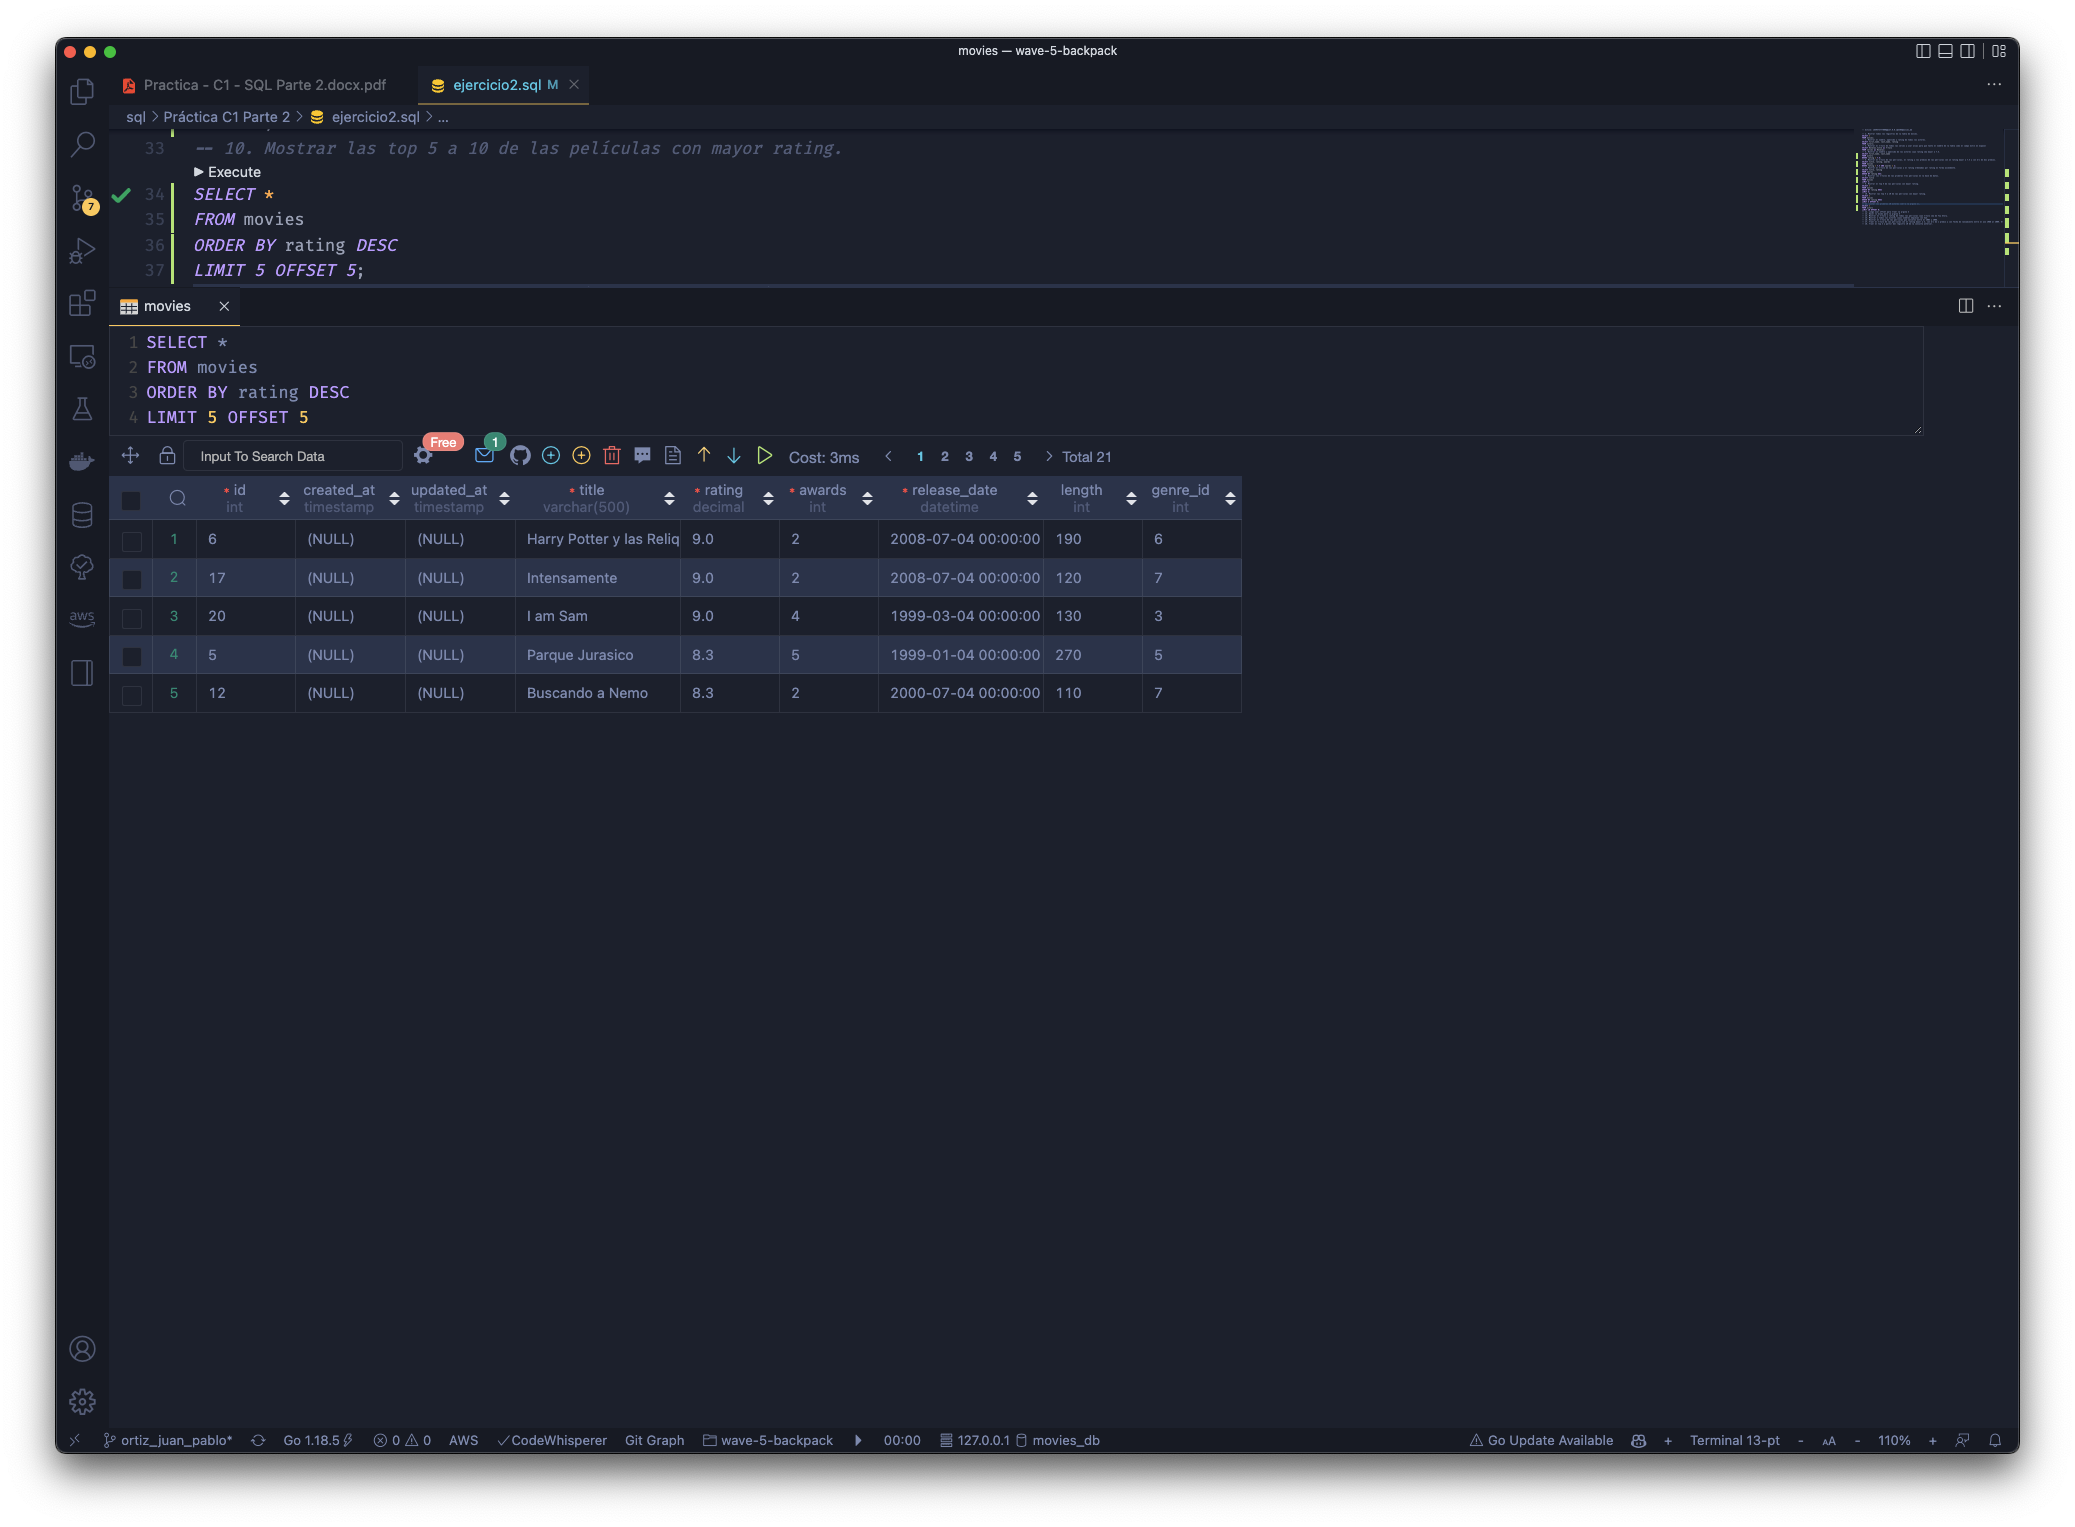 movies — wave-5-backpack
Practica - C1 - SQL Parte 2.docx.pdf
ejercicio2.sql M
sql > Práctica C1 Parte 2 > ejercicio2.sql > ...
33 -- 10. Mostrar las top 5 a 10 de las películas con mayor rating.
Execute
34 SELECT *
35 FROM movies
36 ORDER BY rating DESC
37 LIMIT 5 OFFSET 5;
7
movies
1 SELECT *
2 FROM movies
3 ORDER BY rating DESC
4 LIMIT 5 OFFSET 5
Input To Search Data Free 1 Cost: 3ms < 1 2 3 4 5 > Total 21
* id created_at updated_at * title * rating * awards * release_date length genre_id
int timestamp timestamp varchar(500) decimal int datetime int int
1 6 (NULL) (NULL) Harry Potter y las Reliq 9.0 2 2008-07-04 00:00:00 190 6
2 17 (NULL) (NULL) Intensamente 9.0 2 2008-07-04 00:00:00 120 7
3 20 (NULL) (NULL) I am Sam 9.0 4 1999-03-04 00:00:00 130 3
4 5 (NULL) (NULL) Parque Jurasico 8.3 5 1999-01-04 00:00:00 270 5
5 12 (NULL) (NULL) Buscando a Nemo 8.3 2 2000-07-04 00:00:00 110 7
aws
ortiz_juan_pablo* Go 1.18.5 0 0 AWS CodeWhisperer Git Graph wave-5-backpack 00:00 127.0.0.1 movies_db Go Update Available + Terminal 13-pt - AA - 110% +